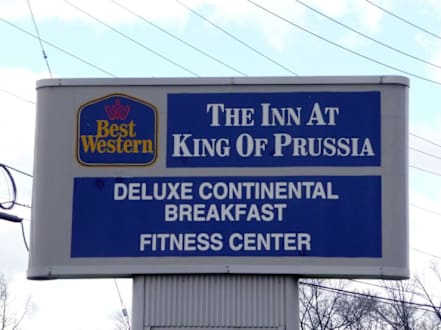 Best
Western
The Inn At
King Of Prussia
DELUXE CONTINENTAL
BREAKFAST
FITNESS CENTER